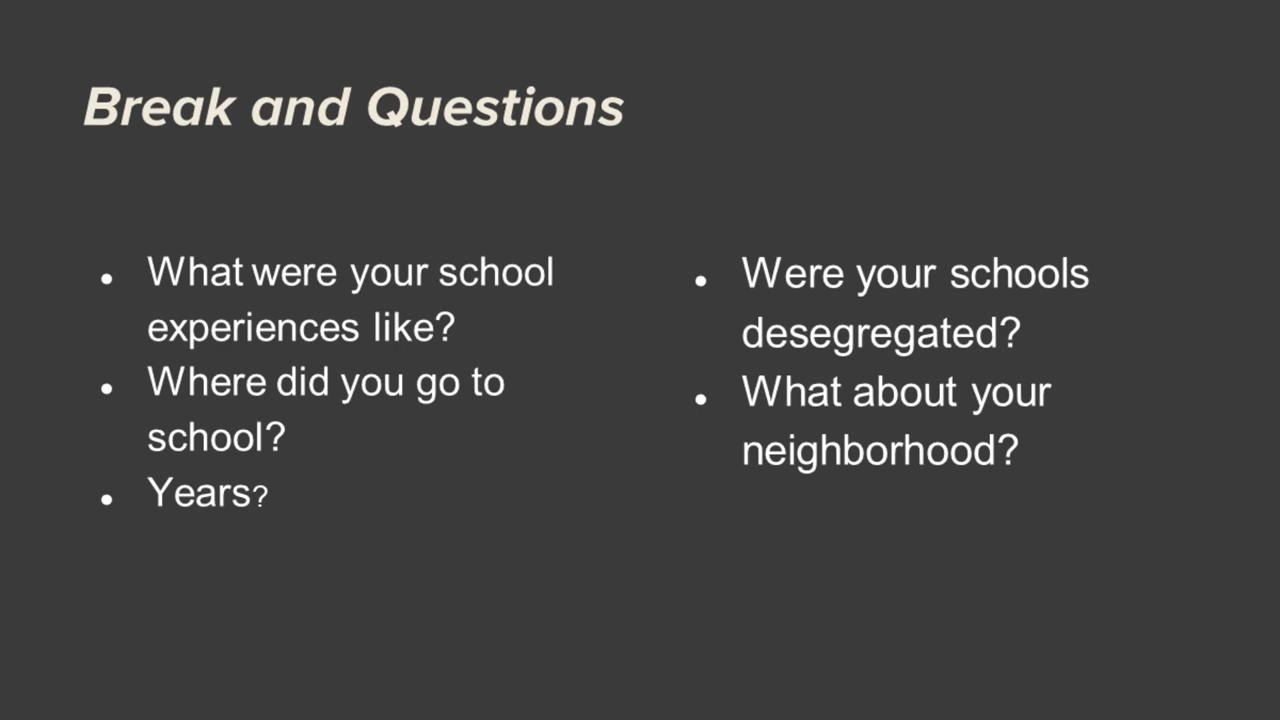 Break and Questions
• What were your school
experiences like?
• Where did you go to
school?
• Years?
• Were your schools
desegregated?
• What about your
neighborhood?